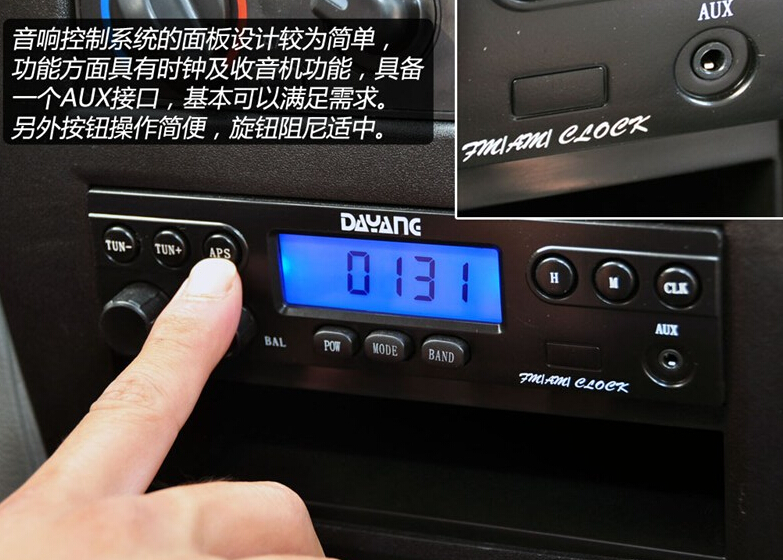 音响控制系统的面板设计较为简单，
功能方面具有时钟及收音机功能，具备
一个AUX接口，基本可以满足需求。
另外按钮操作简便，旋钮阻尼适中。
AUX
FM/AM/ CLOCK
DAYANG
TUN- TUN+ APS
0131
H M CLK
BAL
POW MODE BAND
AUX
FM/AM/ CLOCK